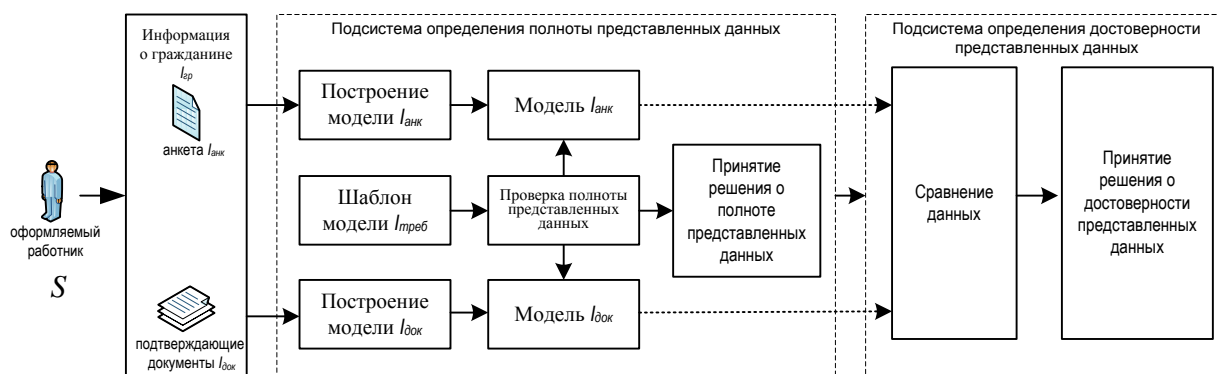 оформляемый
работник
S
Информация
о гражданине
Iгр
анкета Iанк
подтверждающие
документы Iдок
Подсистема определения полноты представленных данных
Построение
модели Iанк
Модель Iанк
Шаблон
модели Iтреб
Проверка полноты
представленных
данных
Принятие
решения о
полноте
представленных
данных
Построение
модели Iдок
Модель Iдок
Подсистема определения достоверности
представленных данных
Сравнение
данных
Принятие
решения о
достоверности
представленных
данных